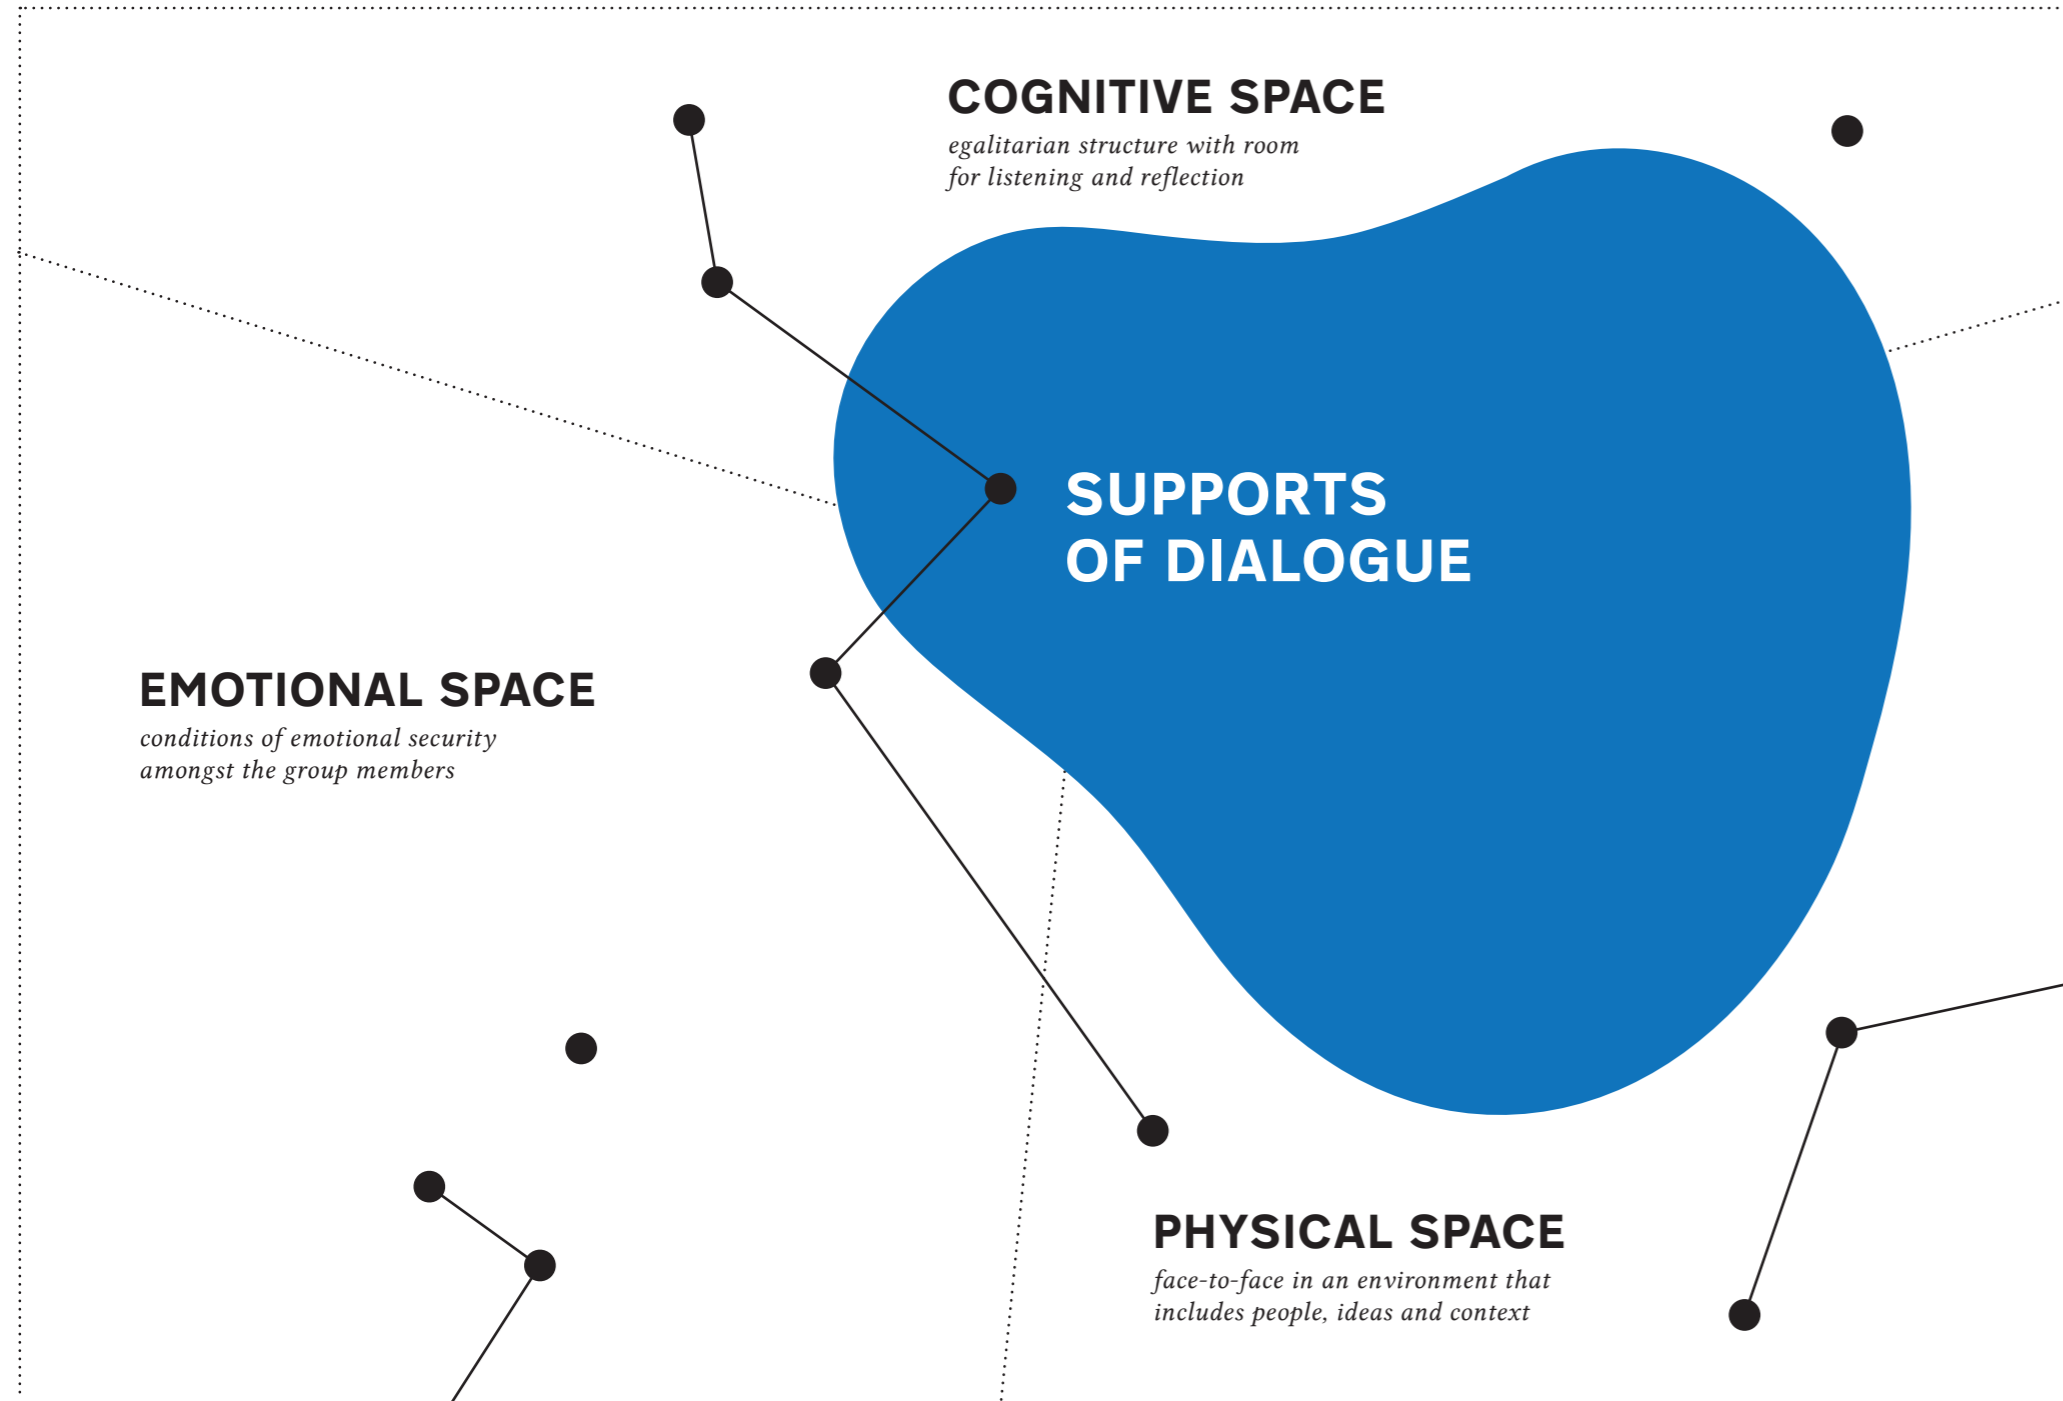 COGNITIVE SPACE
egalitarian structure with room
for listening and reflection
SUPPORTS
OF DIALOGUE
EMOTIONAL SPACE
conditions of emotional security
amongst the group members
PHYSICAL SPACE
face-to-face in an environment that
includes people, ideas and context